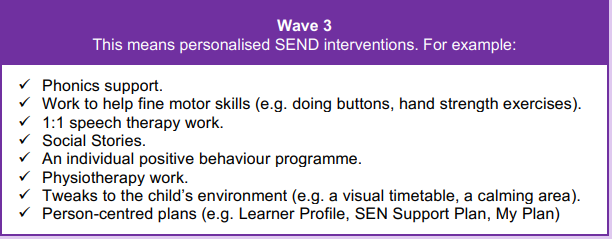 Wave 3
This means personalised SEND interventions. For example:
✓ Phonics support.
✓ Work to help fine motor skills (e.g. doing buttons, hand strength exercises).
✓ 1:1 speech therapy work.
✓ Social Stories.
✓ An individual positive behaviour programme.
✓ Physiotherapy work.
✓ Tweaks to the child’s environment (e.g. a visual timetable, a calming area).
✓ Person-centred plans (e.g. Learner Profile, SEN Support Plan, My Plan)